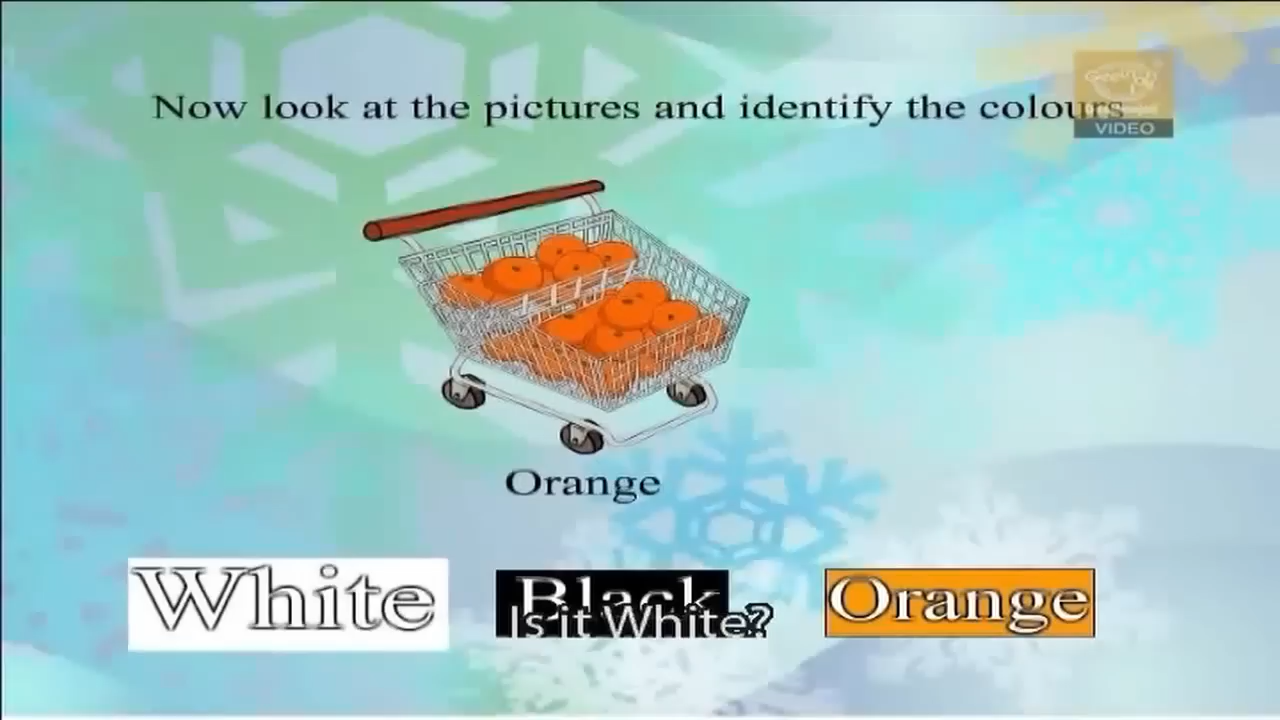 Now look at the pictures and identify the colours
VIDEO
Orange
White
Black
Orange
Is it White?